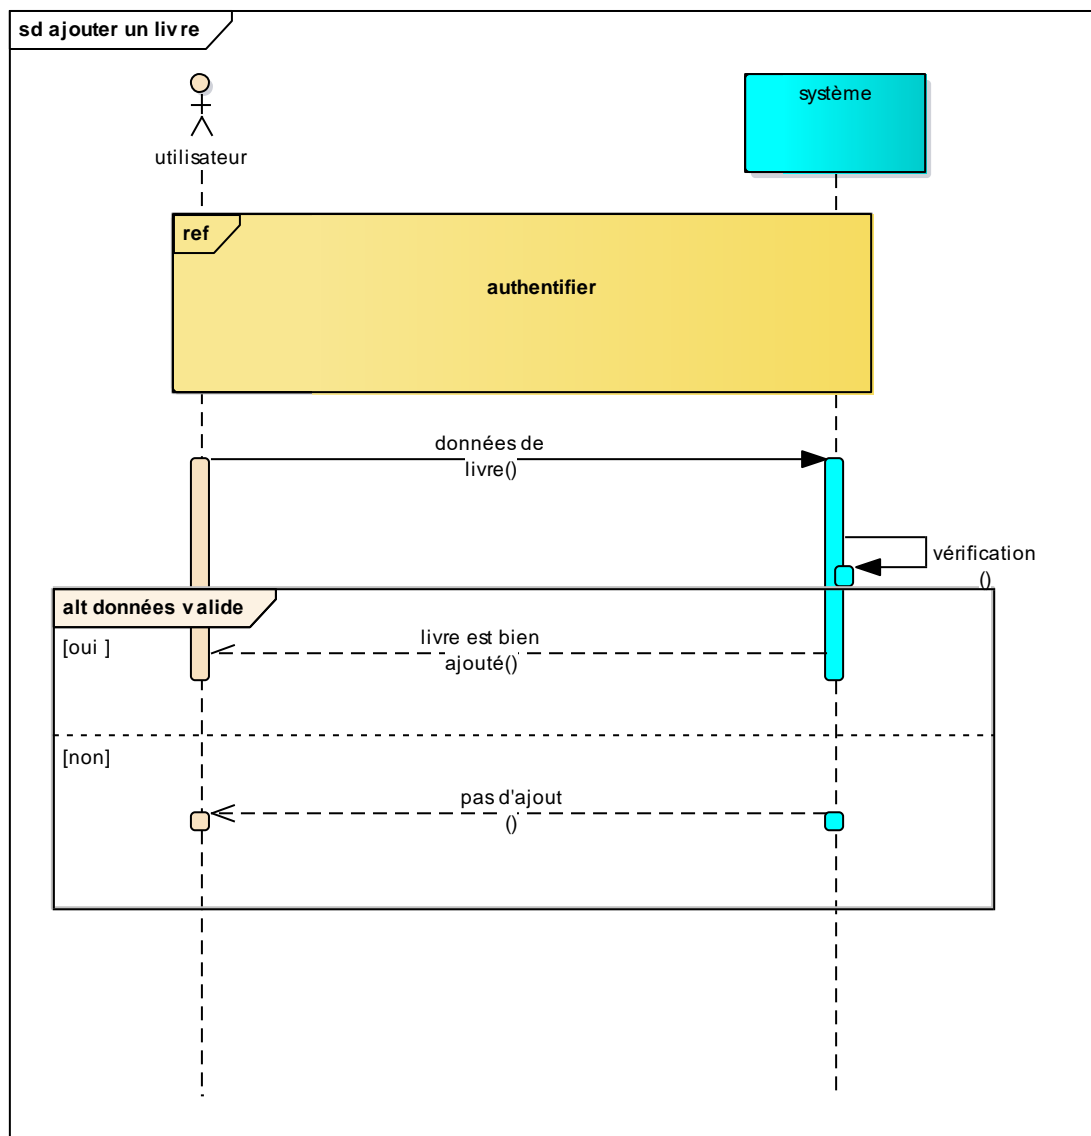 sd ajouter un livre
utilisateur
système
ref
authentifier
données de
livre()
vérification
()
alt données valide
[oui ]
livre est bien
ajouté()
[non]
pas d'ajout
()